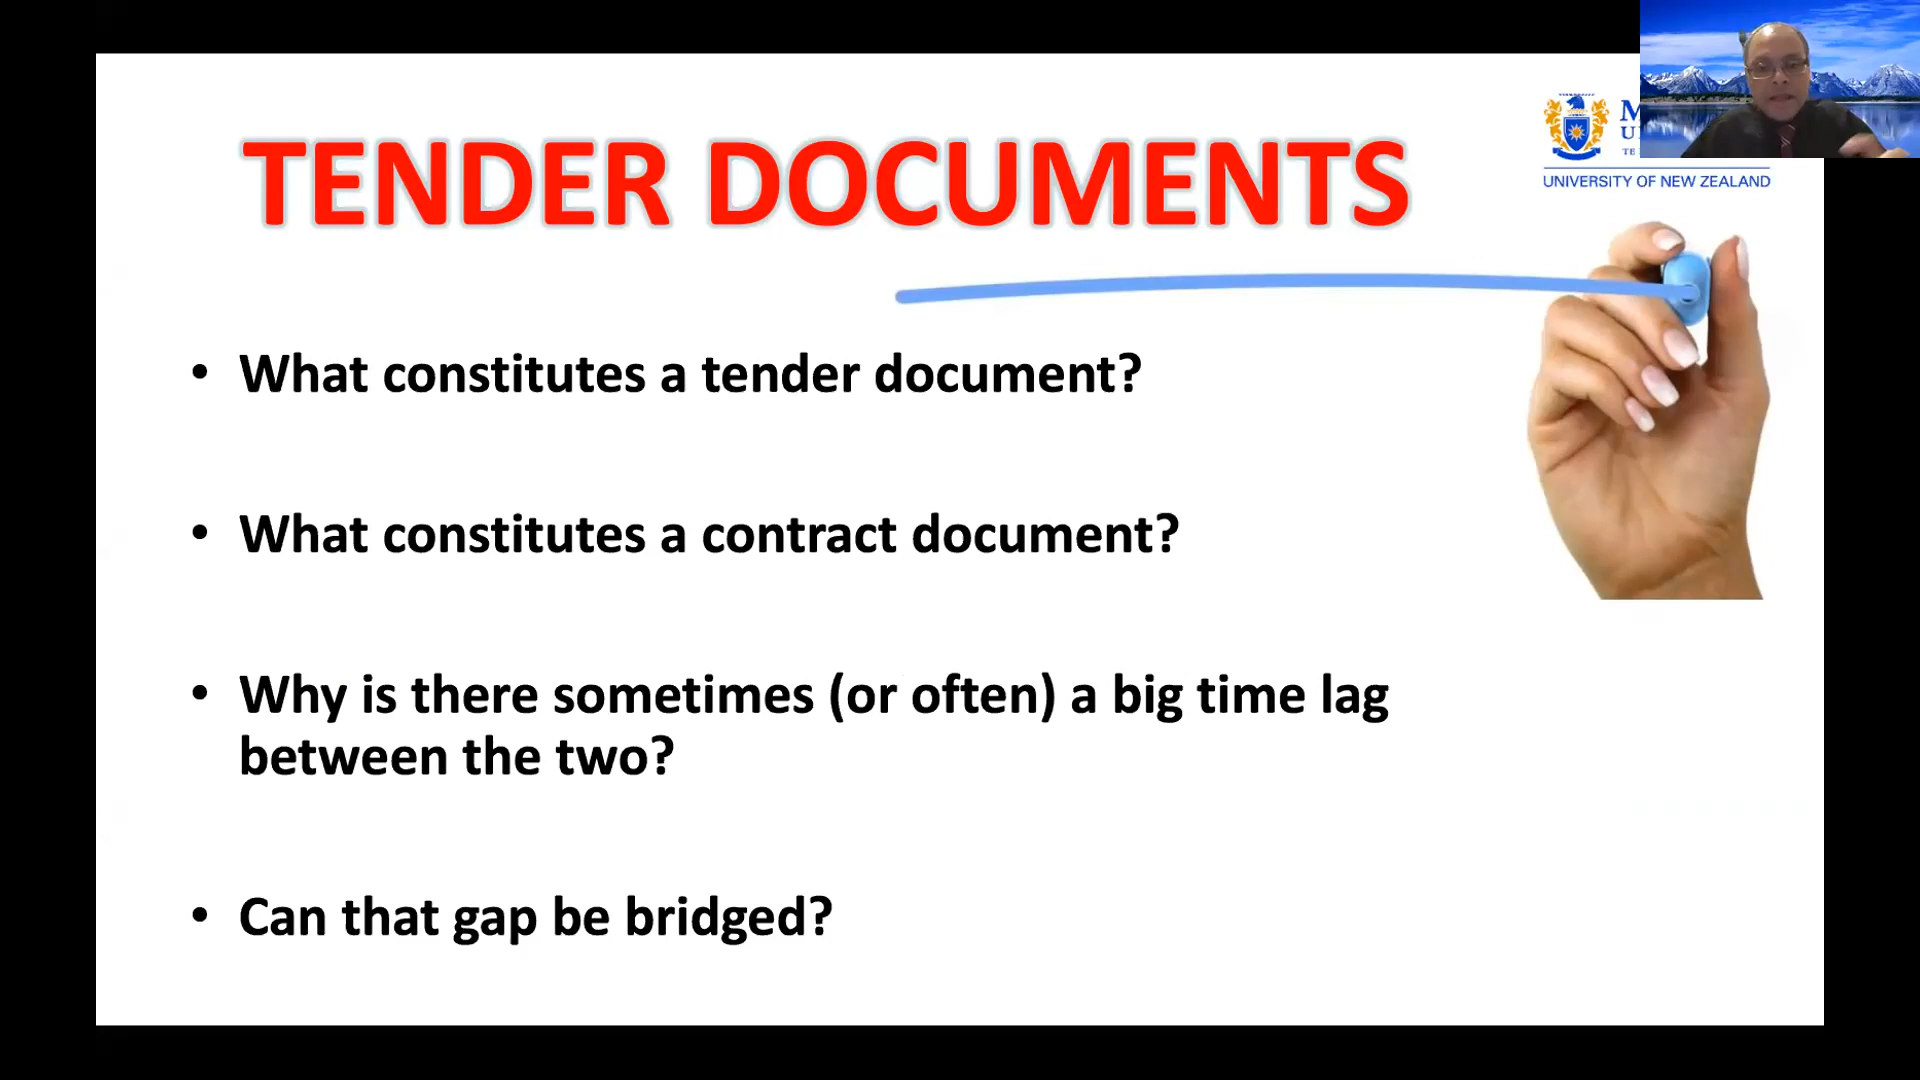 TENDER DOCUMENTS
UNIVERSITY OF NEW ZEALAND
• What constitutes a tender document?
• What constitutes a contract document?
• Why is there sometimes (or often) a big time lag
between the two?
• Can that gap be bridged?